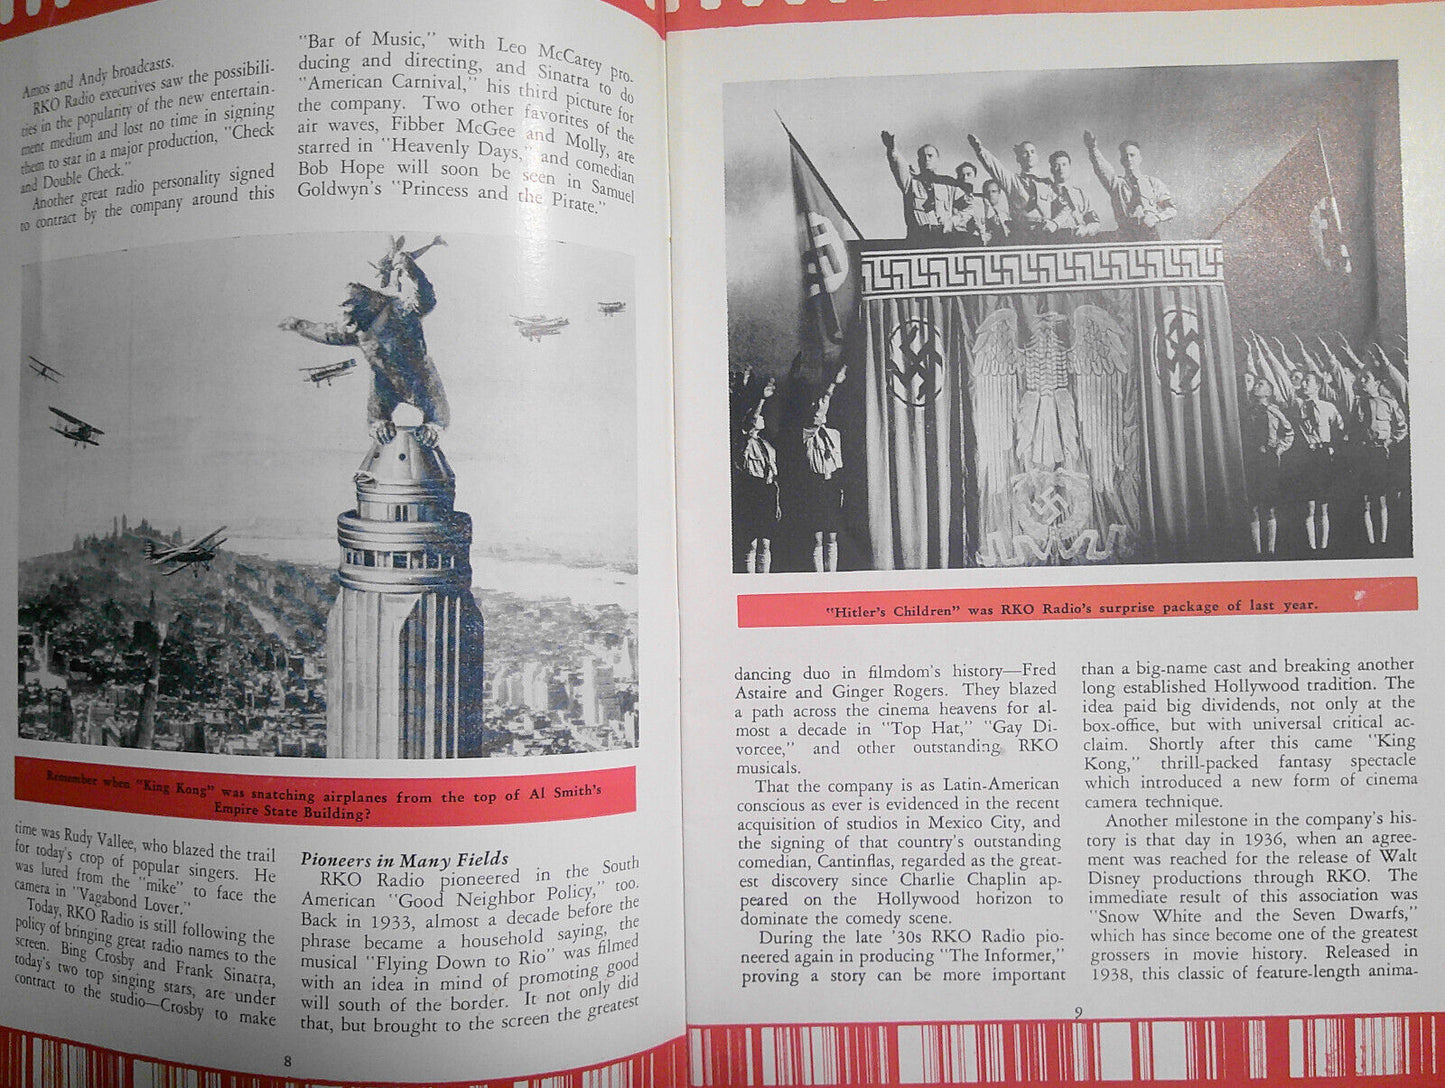 Amos and Andy broadcasts.
RKO Radio executives saw the possibili-
ties in the popularity of the new entertain-
ment medium and lost no time in signing
them to star in a major production, "Check
and Double Check."
Another great radio personality signed
to contract by the company around this
"Bar of Music," with Leo McCarey pro-
ducing and directing, and Sinatra to do
"American Carnival," his third picture for
the company. Two other favorites of the
air waves, Fibber McGee and Molly, are
starred in "Heavenly Days," and comedian
Bob Hope will soon be seen in Samuel
Goldwyn's "Princess and the Pirate."
Remember when "King Kong" was snatching airplanes from the top of Al Smith's
Empire State Building?
time was Rudy Vallee, who blazed the trail
for today's crop of popular singers. He
was lured from the "mike" to face the
camera in "Vagabond Lover."
Today, RKO Radio is still following the
policy of bringing great radio names to the
screen. Bing Crosby and Frank Sinatra,
today's two top singing stars, are under
contract to the studio—Crosby to make
Pioneers in Many Fields
RKO Radio pioneered in the South
American "Good Neighbor Policy," too.
Back in 1933, almost a decade before the
phrase became a household saying, the
musical "Flying Down to Rio" was filmed
with an idea in mind of promoting good
will south of the border. It not only did
that, but brought to the screen the greatest
8
"Hitler's Children" was RKO Radio's surprise package of last year.
dancing duo in filmdom's history—Fred
Astaire and Ginger Rogers. They blazed
a path across the cinema heavens for al-
most a decade in "Top Hat," "Gay Di-
vorcee," and other outstanding RKO
musicals.
That the company is as Latin-American
conscious as ever is evidenced in the recent
acquisition of studios in Mexico City, and
the signing of that country's outstanding
comedian, Cantinflas, regarded as the great-
est discovery since Charlie Chaplin ap-
peared on the Hollywood horizon to
dominate the comedy scene.
During the late '30s RKO Radio pio-
neered again in producing "The Informer,"
proving a story can be more important
than a big-name cast and breaking another
long established Hollywood tradition. The
idea paid big dividends, not only at the
box-office, but with universal critical ac-
claim. Shortly after this came "King
Kong," thrill-packed fantasy spectacle
which introduced a new form of cinema
camera technique.
Another milestone in the company's his-
tory is that day in 1936, when an agree-
ment was reached for the release of Walt
Disney productions through RKO. The
immediate result of this association was
"Snow White and the Seven Dwarfs,"
which has since become one of the greatest
grossers in movie history. Released in
1938, this classic of feature-length anima-
9